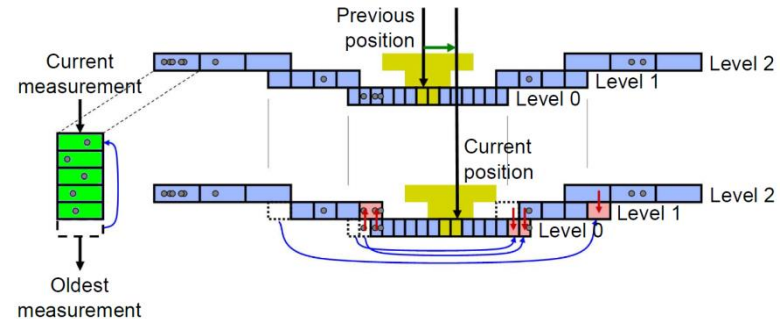 Previous
position
Current
measurement
Level 2
Level 1
Level 0
Current
position
Level 2
Level 1
Level 0
Oldest
measurement